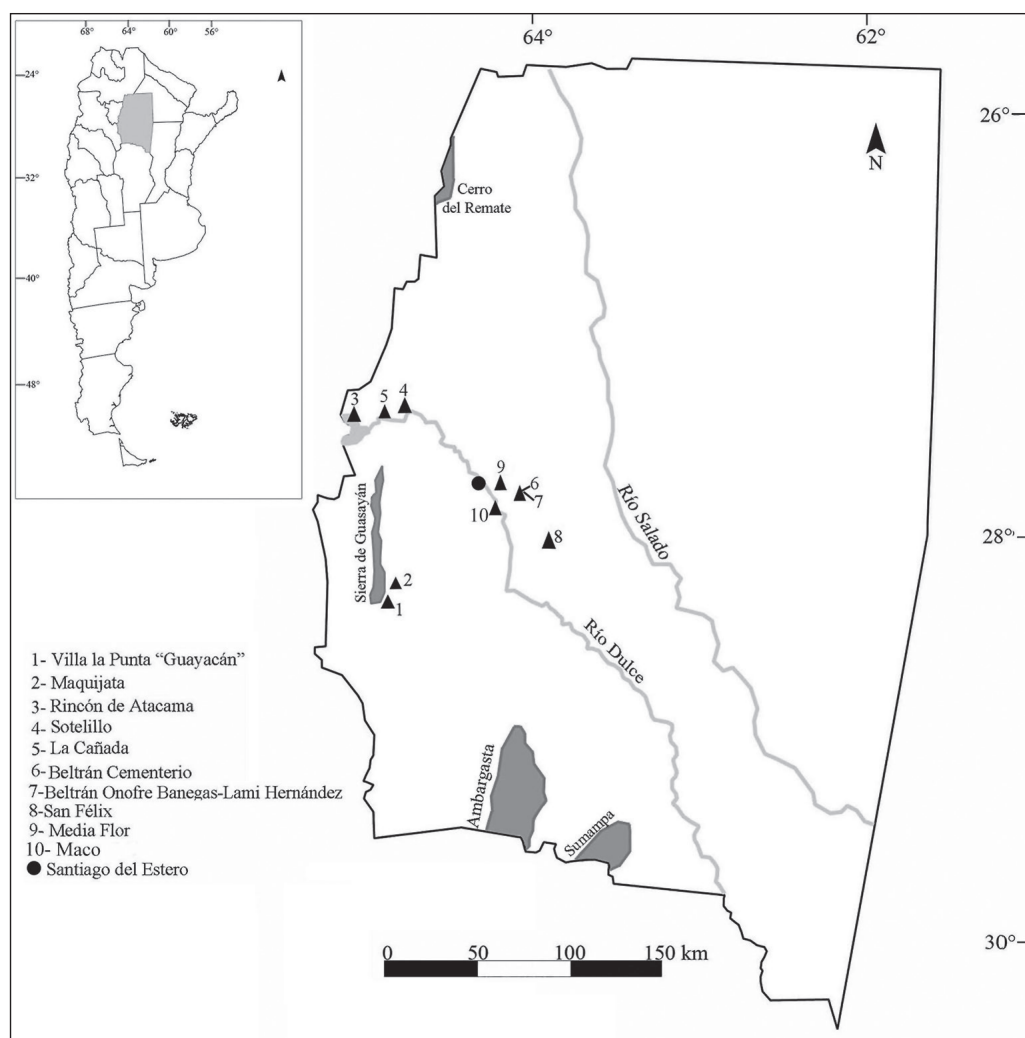 68° 64° 60° 56°
24°
32°
40°
48°
64° 62°
26°
N
Cerro
del Remate
3 5 4
9
6
7
10
8
2
1
Sierra de Guasayán
Río Salado
28°'
Río Dulce
1- Villa la Punta “Guayacán”
2- Maquijata
3- Rincón de Atacama
4- Sotelillo
5- La Cañada
6- Beltrán Cementerio
7-Beltrán Onofre Banegas-Lami Hernández
8-San Félix
9- Media Flor
10- Maco
Santiago del Estero
Ambargasta
Sumampa
30°
0 50 100 150 km